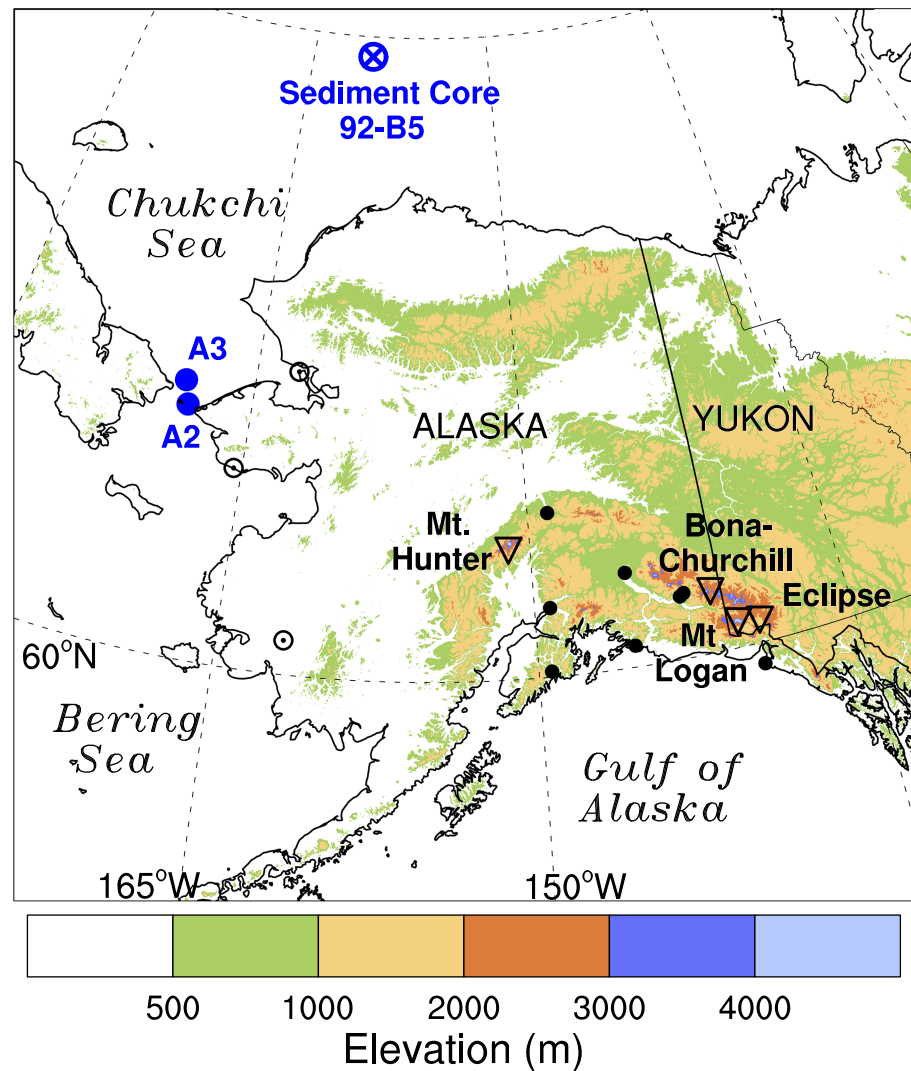 Sediment Core
92-B5
Chukchi
Sea
A3
A2
ALASKA
YUKON
Mt.
Hunter
Bona-
Churchill
Eclipse
Mt
Logan
60°N
Bering
Sea
Gulf of
Alaska
165°W
150°W
500
1000
2000
3000
4000
Elevation (m)